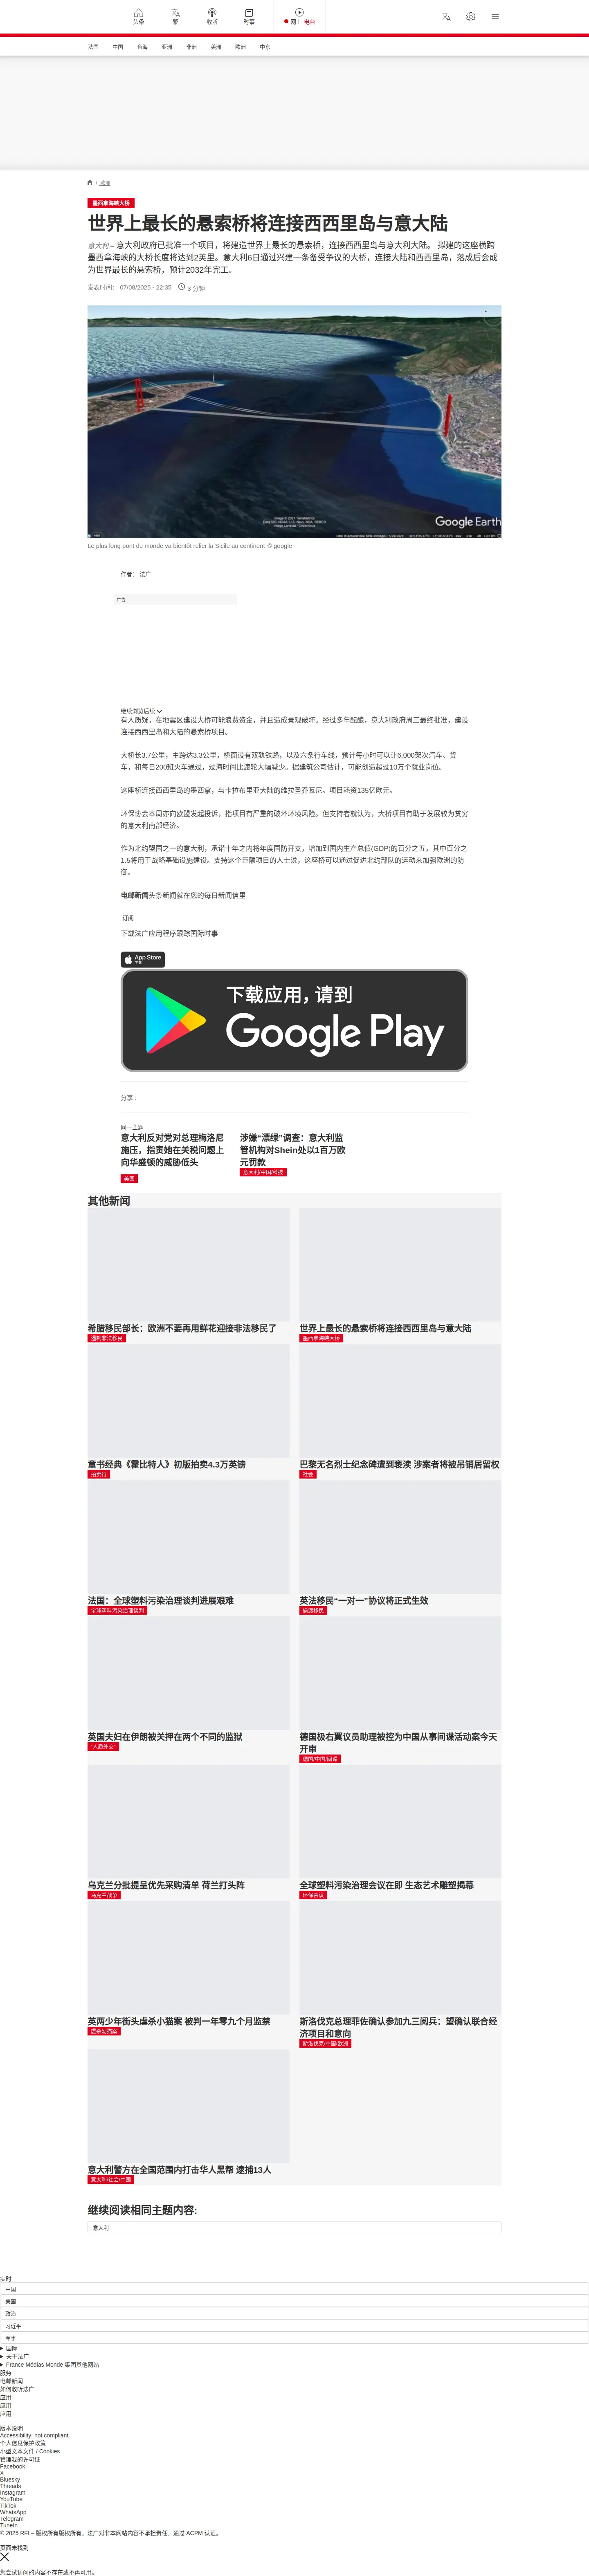 头条
繁
收听
时事
网上 电台
法国 中国 台海 亚洲 非洲 美洲 欧洲 中东
/ 欧洲
墨西拿海峡大桥
世界上最长的悬索桥将连接西西里岛与意大陆
意大利 – 意大利政府已批准一个项目，将建造世界上最长的悬索桥，连接西西里岛与意大利大陆。 拟建的这座横跨
墨西拿海峡的大桥长度将达到2英里。意大利6日通过兴建一条备受争议的大桥，连接大陆和西西里岛，落成后会成
为世界最长的悬索桥，预计2032年完工。
发表时间： 07/08/2025 - 22:35 3 分钟
Google Earth
Le plus long pont du monde va bientôt relier la Sicile au continent © google
作者： 法广
广告
继续浏览后续
有人质疑，在地震区建设大桥可能浪费资金，并且造成景观破坏。经过多年酝酿，意大利政府周三最终批准，建设
连接西西里岛和大陆的悬索桥项目。
大桥长3.7公里，主跨达3.3公里，桥面设有双轨铁路，以及六条行车线，预计每小时可以让6,000架次汽车、货
车，和每日200班火车通过，过海时间比渡轮大幅减少。据建筑公司估计，可能创造超过10万个就业岗位。
这座桥连接西西里岛的墨西拿，与卡拉布里亚大陆的维拉圣乔瓦尼。项目耗资135亿欧元。
环保协会本周亦向欧盟发起投诉，指项目有严重的破坏环境风险。但支持者就认为，大桥项目有助于发展较为贫穷
的意大利南部经济。
作为北约盟国之一的意大利，承诺十年之内将年度国防开支，增加到国内生产总值(GDP)的百分之五，其中百分之
1.5将用于战略基础设施建设。支持这个巨额项目的人士说，这座桥可以通过促进北约部队的运来加强欧洲的防
御。
电邮新闻头条新闻就在您的每日新闻信里
订阅
下载法广应用程序跟踪国际时事
App Store
下载
下载应用，请到
Google Play
分享 :
同一主题
意大利反对党对总理梅洛尼
施压，指责她在关税问题上
向华盛顿的威胁低头
美国
涉嫌“漂绿”调查：意大利监
管机构对Shein处以1百万欧
元罚款
意大利/中国/科技
其他新闻
希腊移民部长：欧洲不要再用鲜花迎接非法移民了
遏制非法移民
世界上最长的悬索桥将连接西西里岛与意大陆
墨西拿海峡大桥
童书经典《霍比特人》初版拍卖4.3万英镑
拍卖行
巴黎无名烈士纪念碑遭到亵渎 涉案者将被吊销居留权
社会
法国：全球塑料污染治理谈判进展艰难
全球塑料污染治理谈判
英法移民“一对一”协议将正式生效
偷渡移民
英国夫妇在伊朗被关押在两个不同的监狱
“人质外交”
德国极右翼议员助理被控为中国从事间谍活动案今天
开审
德国/中国/间谍
乌克兰分批提呈优先采购清单 荷兰打头阵
乌克兰战争
全球塑料污染治理会议在即 生态艺术雕塑揭幕
环保会议
英两少年街头虐杀小猫案 被判一年零九个月监禁
虐杀幼猫案
斯洛伐克总理菲佐确认参加九三阅兵：望确认联合经
济项目和意向
斯洛伐克/中国/欧洲
意大利警方在全国范围内打击华人黑帮 逮捕13人
意大利/社会/中国
继续阅读相同主题内容:
意大利
实时
中国
美国
政治
习近平
军事
国际
关于法广
France Médias Monde 集团其他网站
服务
电邮新闻
如何收听法广
应用
应用
应用
版本说明
Accessibility: not compliant
个人信息保护政策
小型文本文件 / Cookies
管理我的许可证
Facebook
X
Bluesky
Threads
Instagram
YouTube
TikTok
WhatsApp
Telegram
TuneIn
© 2025 RFI – 版权所有版权所有。法广对非本网站内容不承担责任。通过 ACPM 认证。
页面未找到
您尝试访问的内容不存在或不再可用。